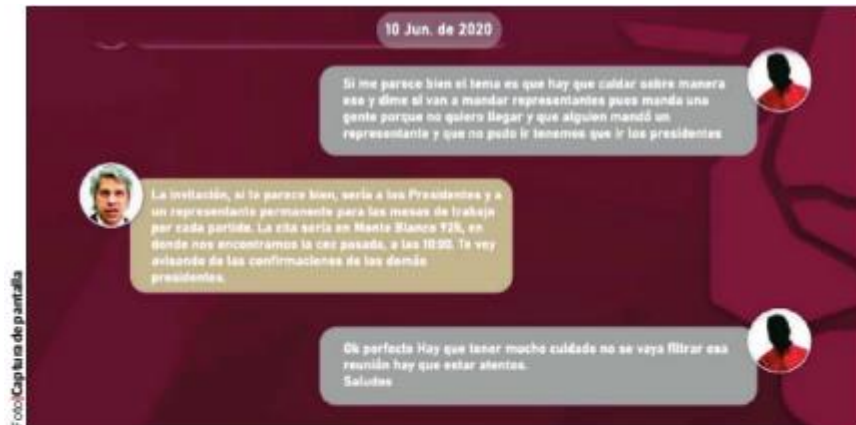 10 Jun. de 2020
Si me parece bien el tema es que hay que cuidar sobre manera
eso y dime si van a mandar representantes pues manda una
gente porque no quiero llegar y que alguien mandó un
representante y que no pudo ir tenemos que ir los presidentes
La invitación, si te parece bien, sería a los Presidentes y a
un representante permanente para las mesas de trabajo
por cada partido. La cita sería en Monte Blanco 925, en
donde nos encontramos la vez pasada, a las 10:00. Te voy
avisando de las confirmaciones de los demás
presidentes.
Ok perfecto Hay que tener mucho cuidado no se vaya filtrar esa
reunión hay que estar atentos.
Saludos
Foto|Captura de pantalla